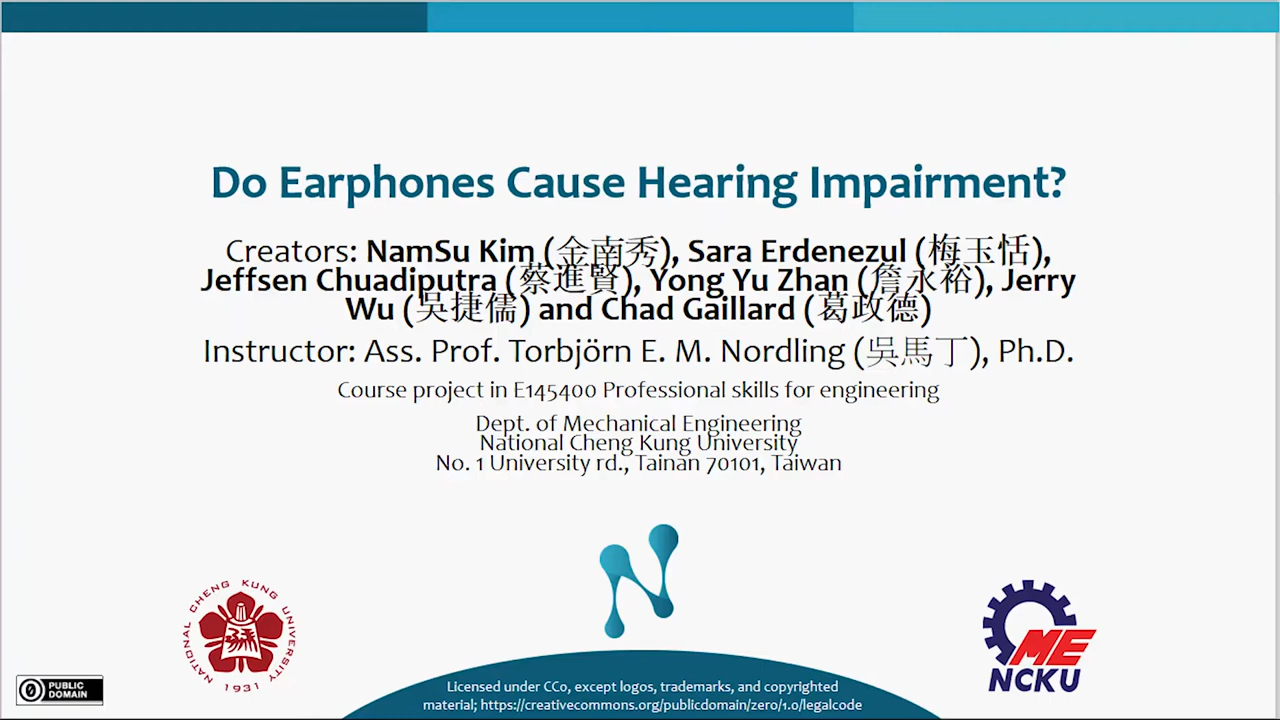 Do Earphones Cause Hearing Impairment?
Creators: NamSu Kim (金南秀), Sara Erdenezul (梅玉恬),
Jeffsen Chuadiputra (蔡進賢), Yong Yu Zhan (詹永裕), Jerry
Wu (吳捷儒) and Chad Gaillard (葛政德)
Instructor: Ass. Prof. Torbjörn E. M. Nordling (吳馬丁), Ph.D.
Course project in E145400 Professional skills for engineering
Dept. of Mechanical Engineering
National Cheng Kung University
No. 1 University rd., Tainan 70101, Taiwan
NATIONAL CHENG KUNG UNIVERSITY
1931
ME
NCKU
PUBLIC
DOMAIN
Licensed under CC0, except logos, trademarks, and copyrighted
material; https://creativecommons.org/publicdomain/zero/1.0/legalcode